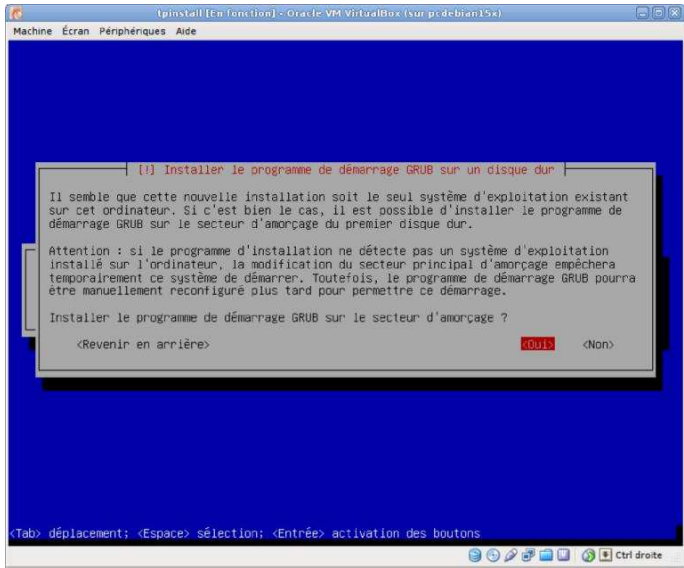 tpinstall [En fonction] - Oracle VM VirtualBox (sur pcdebian15x)
Machine Écran Périphériques Aide
[!] Installer le programme de démarrage GRUB sur un disque dur
Il semble que cette nouvelle installation soit le seul système d'exploitation existant
sur cet ordinateur. Si c'est bien le cas, il est possible d'installer le programme de
démarrage GRUB sur le secteur d'amorçage du premier disque dur.
Attention : si le programme d'installation ne détecte pas un système d'exploitation
installé sur l'ordinateur, la modification du secteur principal d'amorçage empêchera
temporairement ce système de démarrer. Toutefois, le programme de démarrage GRUB pourra
être manuellement reconfiguré plus tard pour permettre ce démarrage.
Installer le programme de démarrage GRUB sur le secteur d'amorçage ?
<Revenir en arrière> <Oui> <Non>
<Tab> déplacement; <Espace> sélection; <Entrée> activation des boutons
Ctrl droite